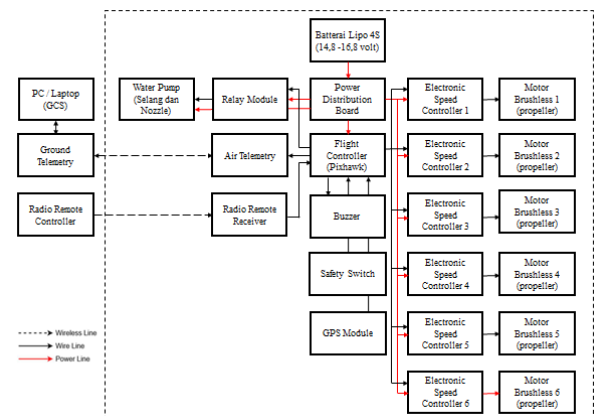 Batterai Lipo 4S
(14,8 -16,8 volt)
PC / Laptop
(GCS)
Water Pump
(Selang dan
Nozzle)
Relay Module
Power
Distribution
Board
Electronic
Speed
Controller 1
Motor
Brushless 1
(propeller)
Ground
Telemetry
Air Telemetry
Flight
Controller
(Pixhawk)
Electronic
Speed
Controller 2
Motor
Brushless 2
(propeller)
Radio Remote
Controller
Radio Remote
Receiver
Buzzer
Electronic
Speed
Controller 3
Motor
Brushless 3
(propeller)
Safety Switch
Electronic
Speed
Controller 4
Motor
Brushless 4
(propeller)
GPS Module
Electronic
Speed
Controller 5
Motor
Brushless 5
(propeller)
Electronic
Speed
Controller 6
Motor
Brushless 6
(propeller)
Wireless Line
Wire Line
Power Line